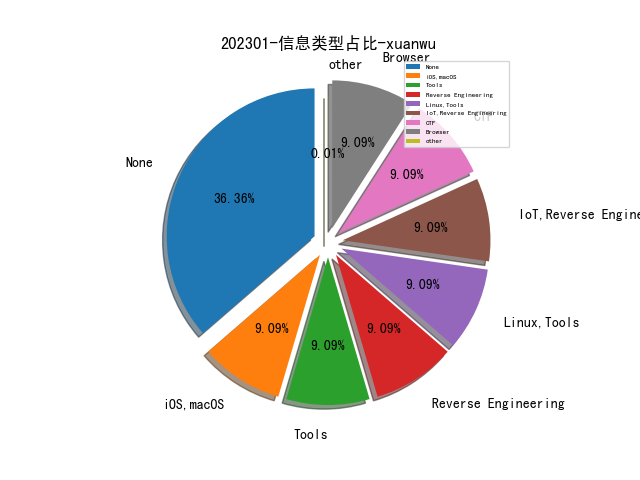 202301-信息类型占比-xuanwu
other
Browser
None
iOS,macOS
Tools
Reverse Engineering
Linux,Tools
IoT,Reverse Engineering
CTF
Browser
other
CTF
9.09%
0.01%
None
36.36%
9.09%
9.09%
IoT,Reverse Engine
9.09%
9.09%
9.09%
9.09%
Linux,Tools
iOS,macOS
Reverse Engineering
Tools